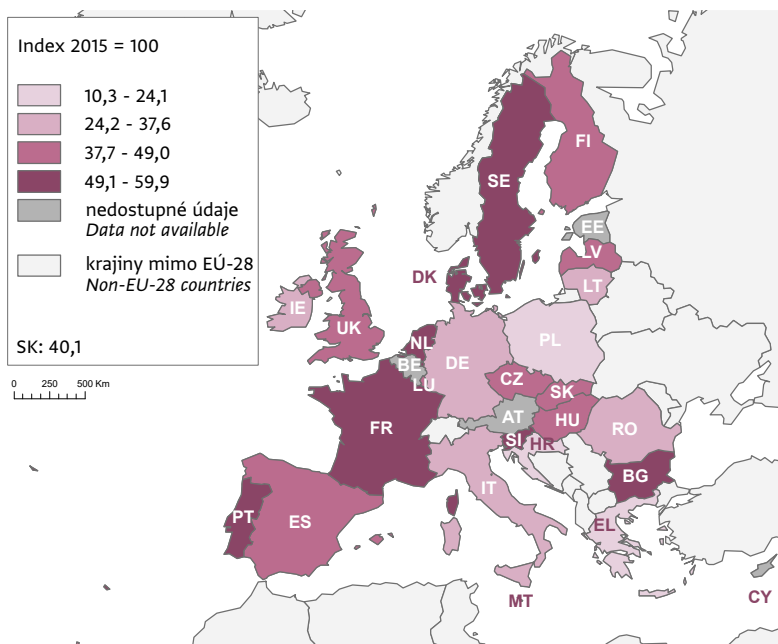 Index 2015 = 100
10,3 - 24,1
24,2 - 37,6
37,7 - 49,0
49,1 - 59,9
nedostupné údaje
Data not available
krajiny mimo EÚ-28
Non-EU-28 countries
SK: 40,1
0 250 500 Km
FI
SE
EE
LV
LT
DK
IE
UK
NL
BE
LU
DE
PL
CZ
SK
AT
HU
FR
SI
HR
RO
BG
IT
PT
ES
EL
MT
CY